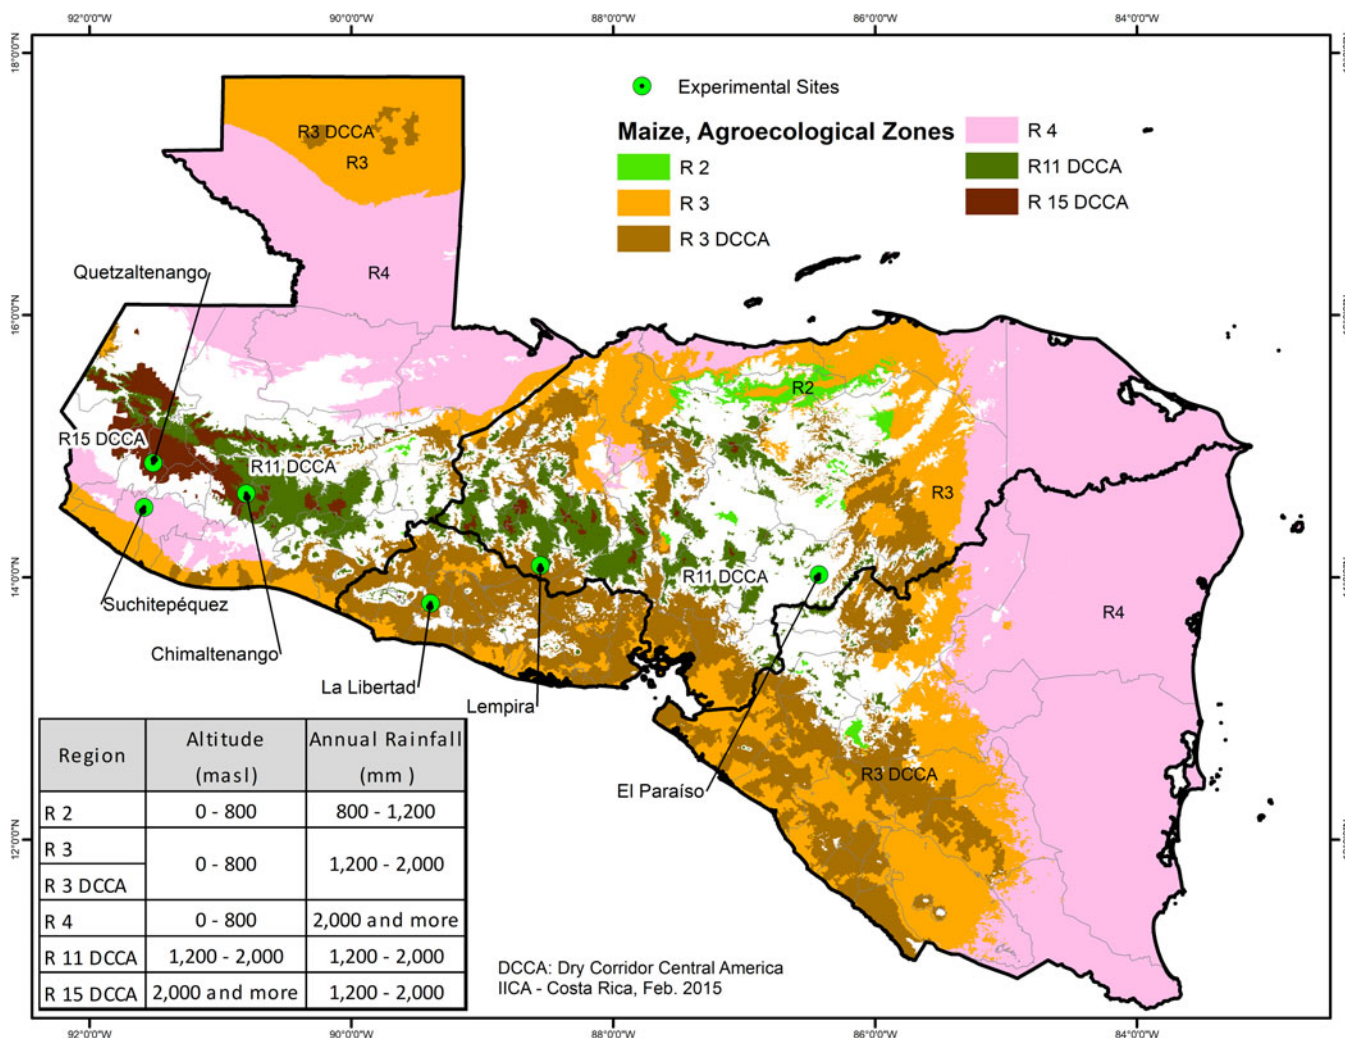 92°0'0"W 90°0'0"W 88°0'0"W 86°0'0"W 84°0'0"W
18°0'0"N
Experimental Sites
Maize, Agroecological Zones
R 2
R 3
R 3 DCCA
R 4
R11 DCCA
R 15 DCCA
R3 DCCA
R3
R4
Quetzaltenango
16°0'0"N
R2
R15 DCCA
R11 DCCA
R3
14°0'0"N
R11 DCCA
R4
Suchitepéquez
Chimaltenango
La Libertad
Lempira
El Paraíso
R3 DCCA
12°0'0"N
Region Altitude (masl) Annual Rainfall (mm )
R 2 0 - 800 800 - 1,200
R 3
R 3 DCCA 0 - 800 1,200 - 2,000
R 4 0 - 800 2,000 and more
R 11 DCCA 1,200 - 2,000 1,200 - 2,000
R 15 DCCA 2,000 and more 1,200 - 2,000
DCCA: Dry Corridor Central America
IICA - Costa Rica, Feb. 2015
92°0'0"W 90°0'0"W 88°0'0"W 86°0'0"W 84°0'0"W